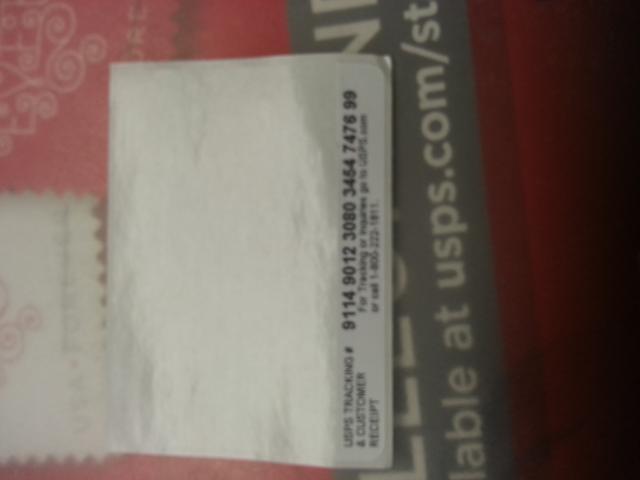 USPS TRACKING #
& CUSTOMER
RECEIPT
9114 9012 3080 3454 7476 99
For Tracking or inquiries go to USPS.com
or call 1-800-222-1811.
lable at usps.com/st